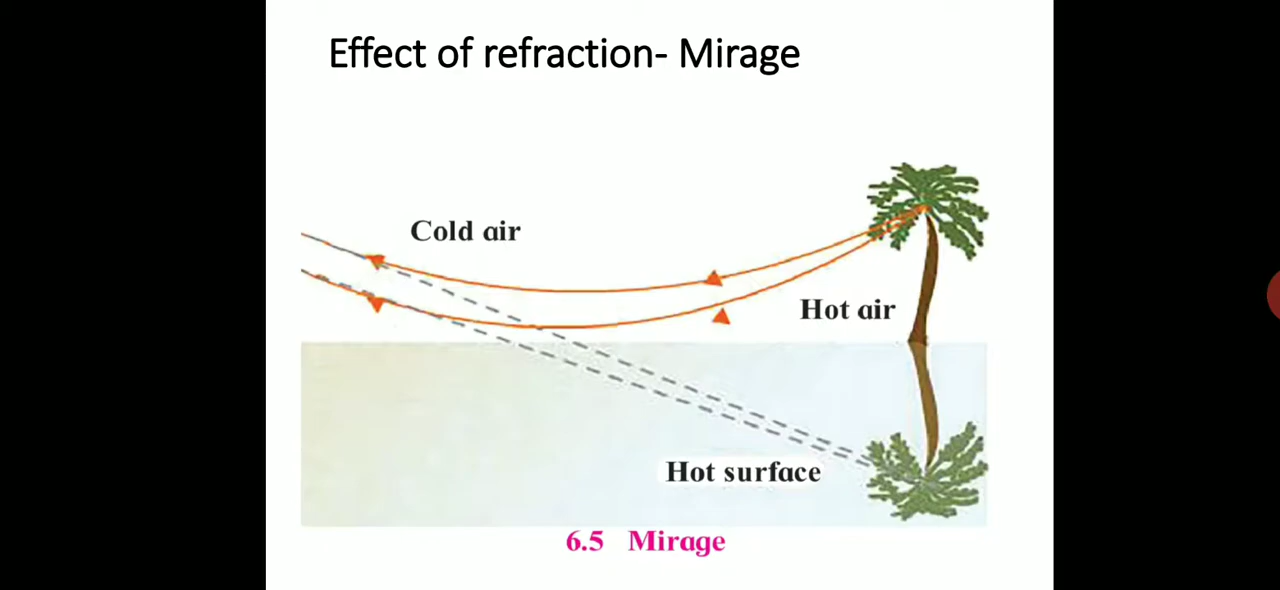 Effect of refraction- Mirage
Cold air
Hot air
Hot surface
6.5 Mirage